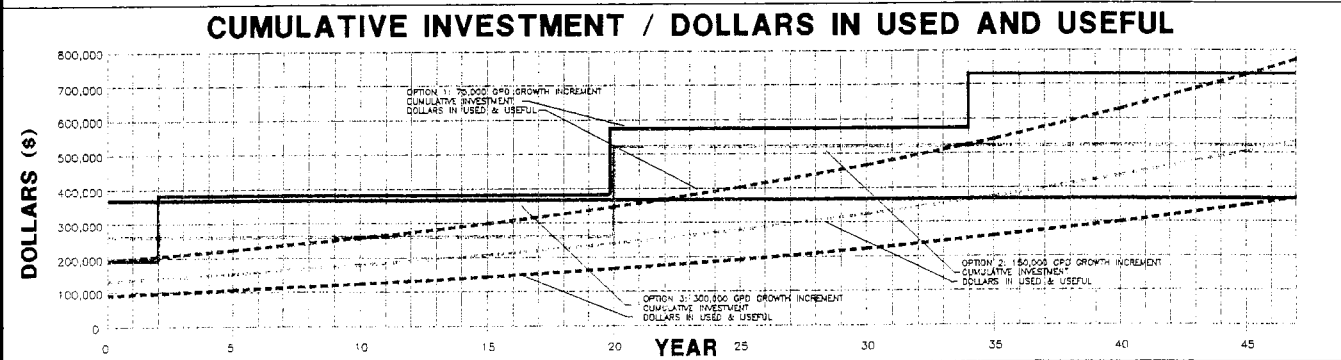 CUMULATIVE INVESTMENT / DOLLARS IN USED AND USEFUL
800,000
700,000
600,000
500,000
400,000
300,000
200,000
100,000
0
DOLLARS ($)
OPTION 1: 75,000 GPD GROWTH INCREMENT
CUMULATIVE INVESTMENT
DOLLARS IN USED & USEFUL
OPTION 2: 150,000 GPD GROWTH INCREMENT
CUMULATIVE INVESTMENT
DOLLARS IN USED & USEFUL
OPTION 3: 300,000 GPD GROWTH INCREMENT
CUMULATIVE INVESTMENT
DOLLARS IN USED & USEFUL
0 5 10 15 20 25 30 35 40 45
YEAR